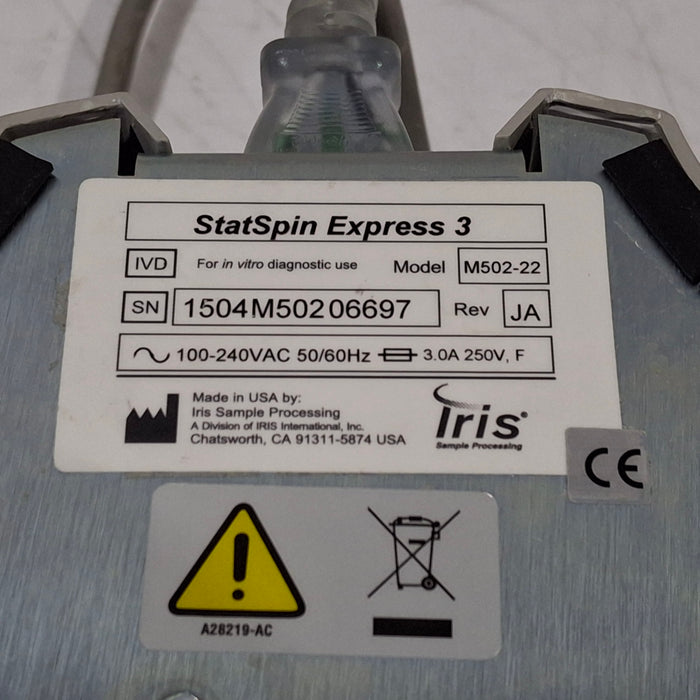 StatSpin Express 3
IVD For in vitro diagnostic use Model M502-22
SN 1504M50206697 Rev JA
100-240VAC 50/60Hz 3.0A 250V, F
Made in USA by:
Iris Sample Processing
A Division of IRIS International, Inc.
Chatsworth, CA 91311-5874 USA
Iris®
Sample Processing
CE
A28219-AC